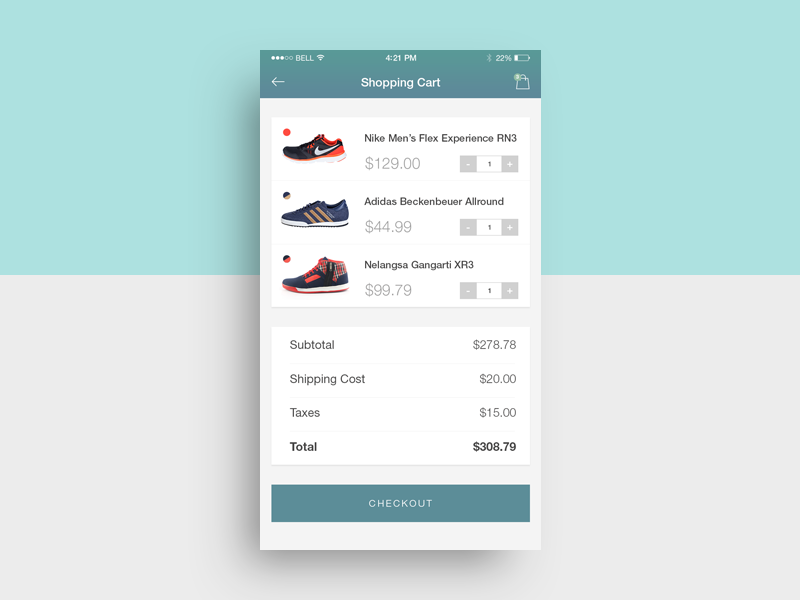 BELL 4:21 PM 22%
Shopping Cart
Nike Men's Flex Experience RN3
$129.00 - 1 +
Adidas Beckenbeuer Allround
$44.99 - 1 +
Nelangsa Gangarti XR3
$99.79 - 1 +
Subtotal $278.78
Shipping Cost $20.00
Taxes $15.00
Total $308.79
CHECKOUT